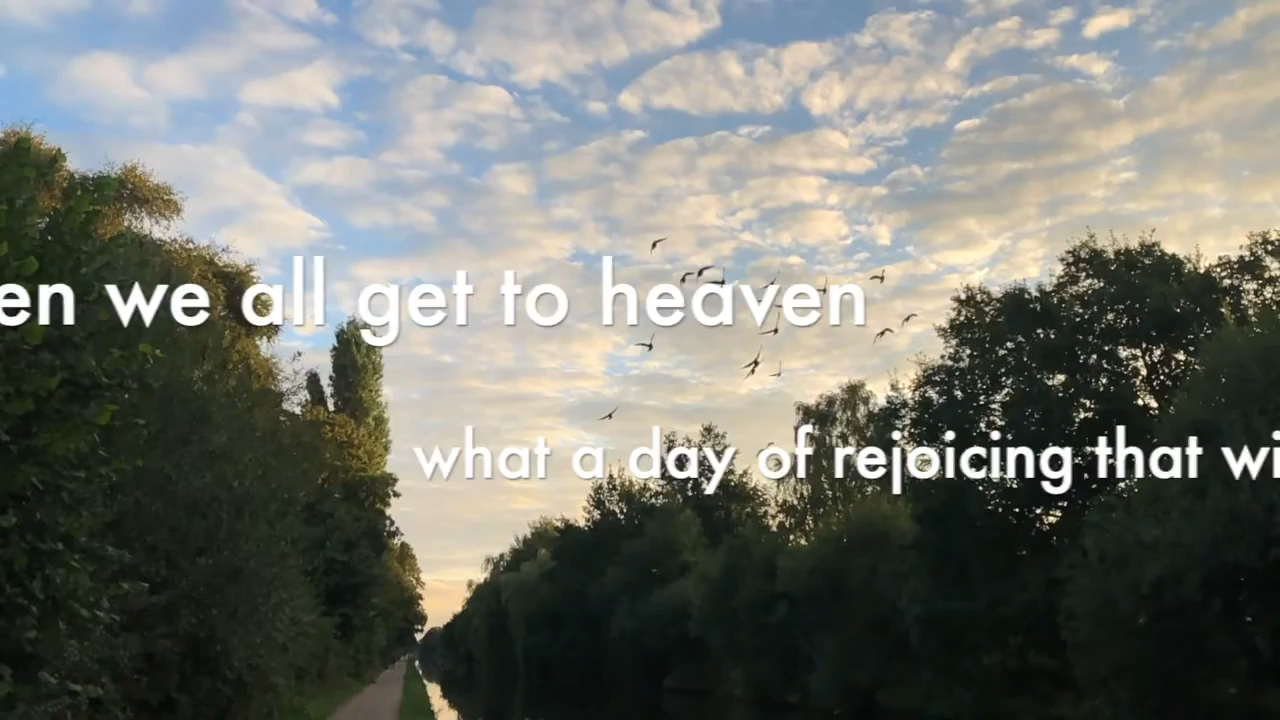 en we all get to heaven
what a day of rejoicing that wi